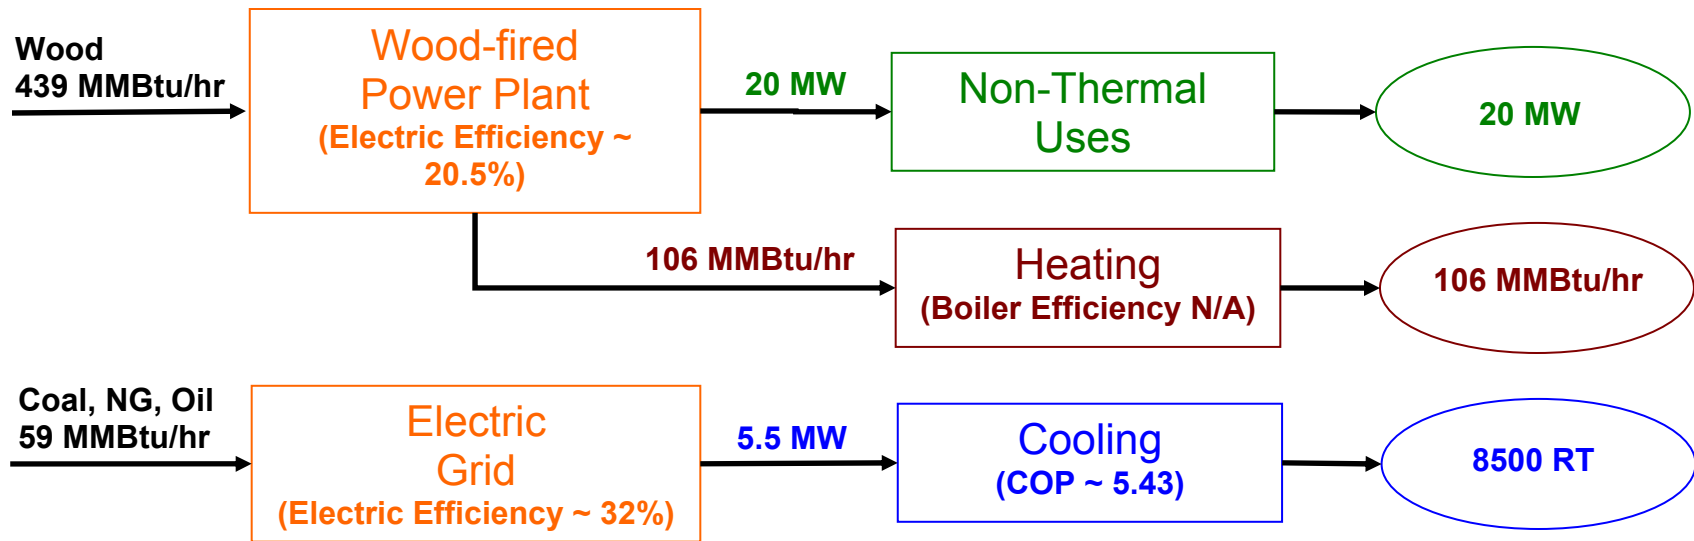 Wood
439 MMBtu/hr
Wood-fired
Power Plant
(Electric Efficiency ~
20.5%)
20 MW
Non-Thermal
Uses
20 MW
106 MMBtu/hr
Heating
(Boiler Efficiency N/A)
106 MMBtu/hr
Coal, NG, Oil
59 MMBtu/hr
Electric
Grid
(Electric Efficiency ~ 32%)
5.5 MW
Cooling
(COP ~ 5.43)
8500 RT